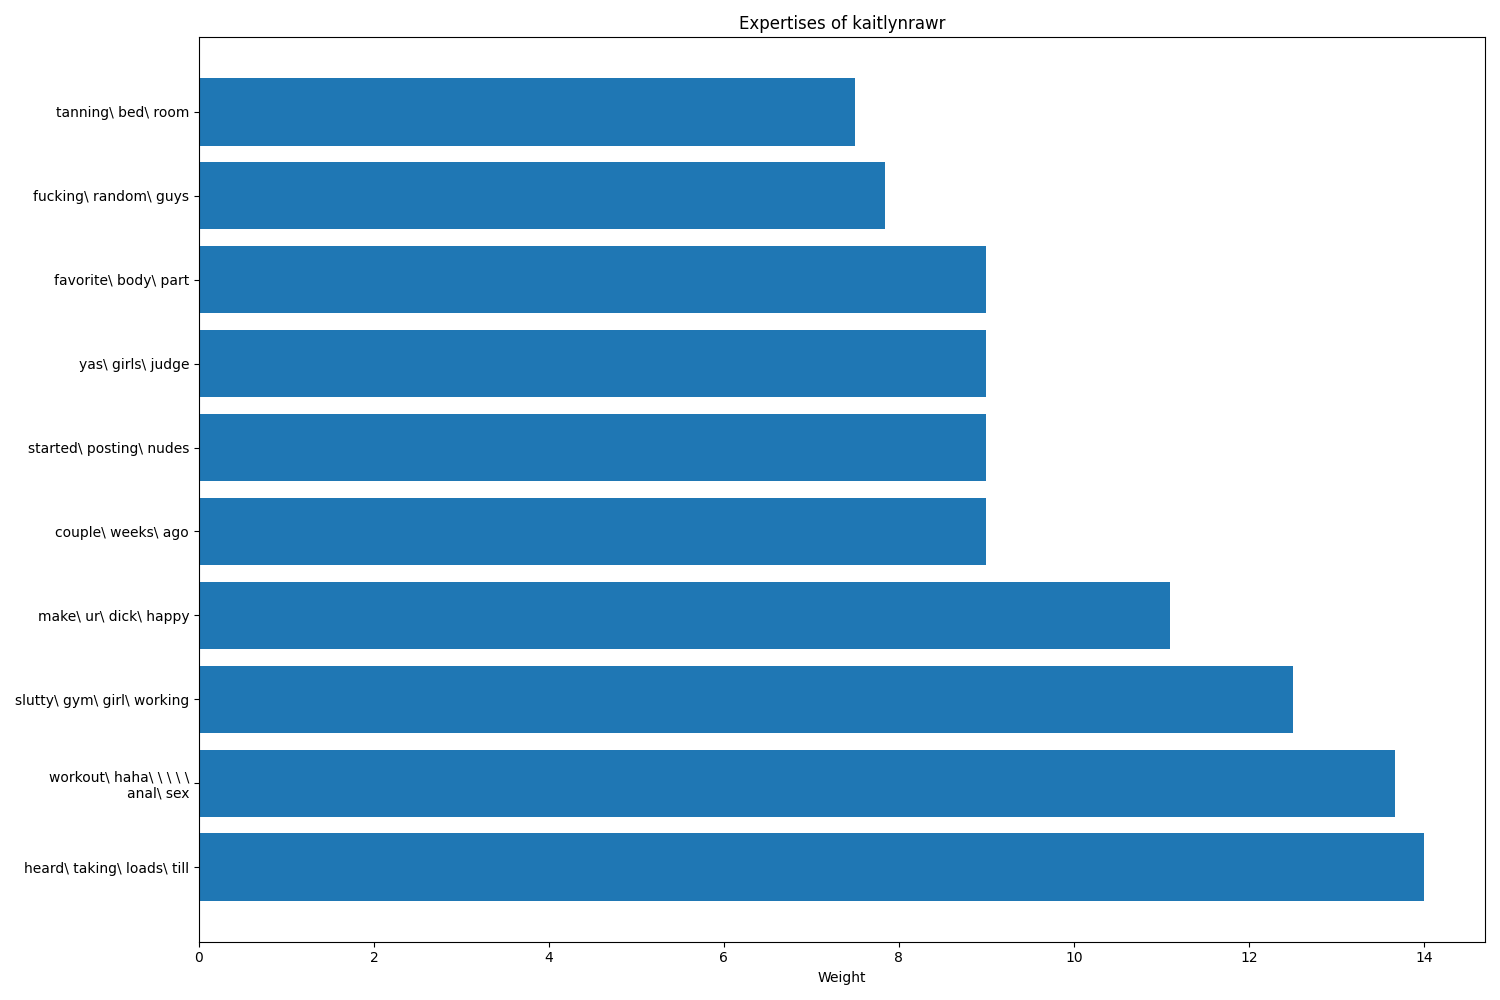 Expertises of kaitlynrawr
tanning\ bed\ room
fucking\ random\ guys
favorite\ body\ part
yas\ girls\ judge
started\ posting\ nudes
couple\ weeks\ ago
make\ ur\ dick\ happy
slutty\ gym\ girl\ working
workout\ haha\ \ \ \ \
anal\ sex
heard\ taking\ loads\ till
0 2 4 6 8 10 12 14
Weight